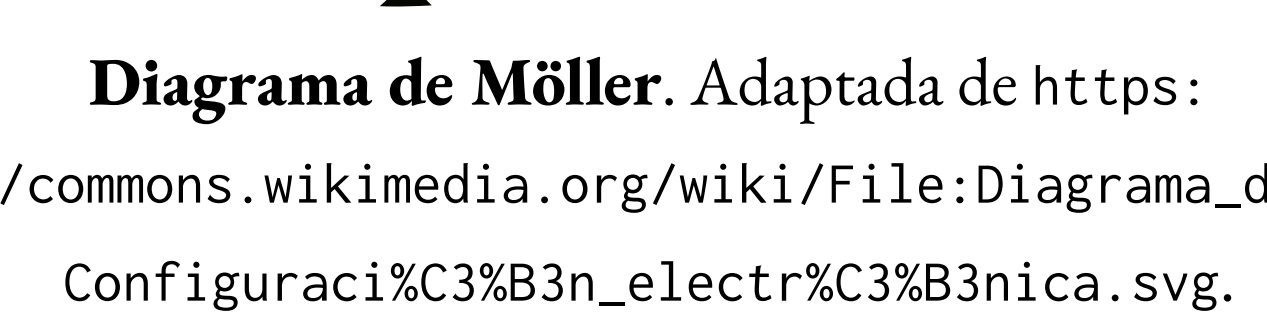 Diagrama de Möller. Adaptada de https:
/commons.wikimedia.org/wiki/File:Diagrama_d
Configuraci%C3%B3n_electr%C3%B3nica.svg.